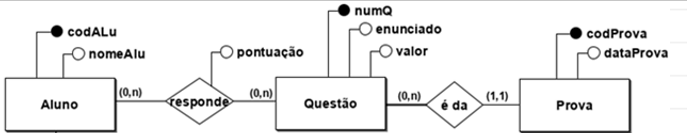 codALu
nomeAlu
pontuação
numQ
enunciado
valor
codProva
dataProva
Aluno
(0,n)
responde
(0,n)
Questão
(0,n)
é da
(1,1)
Prova